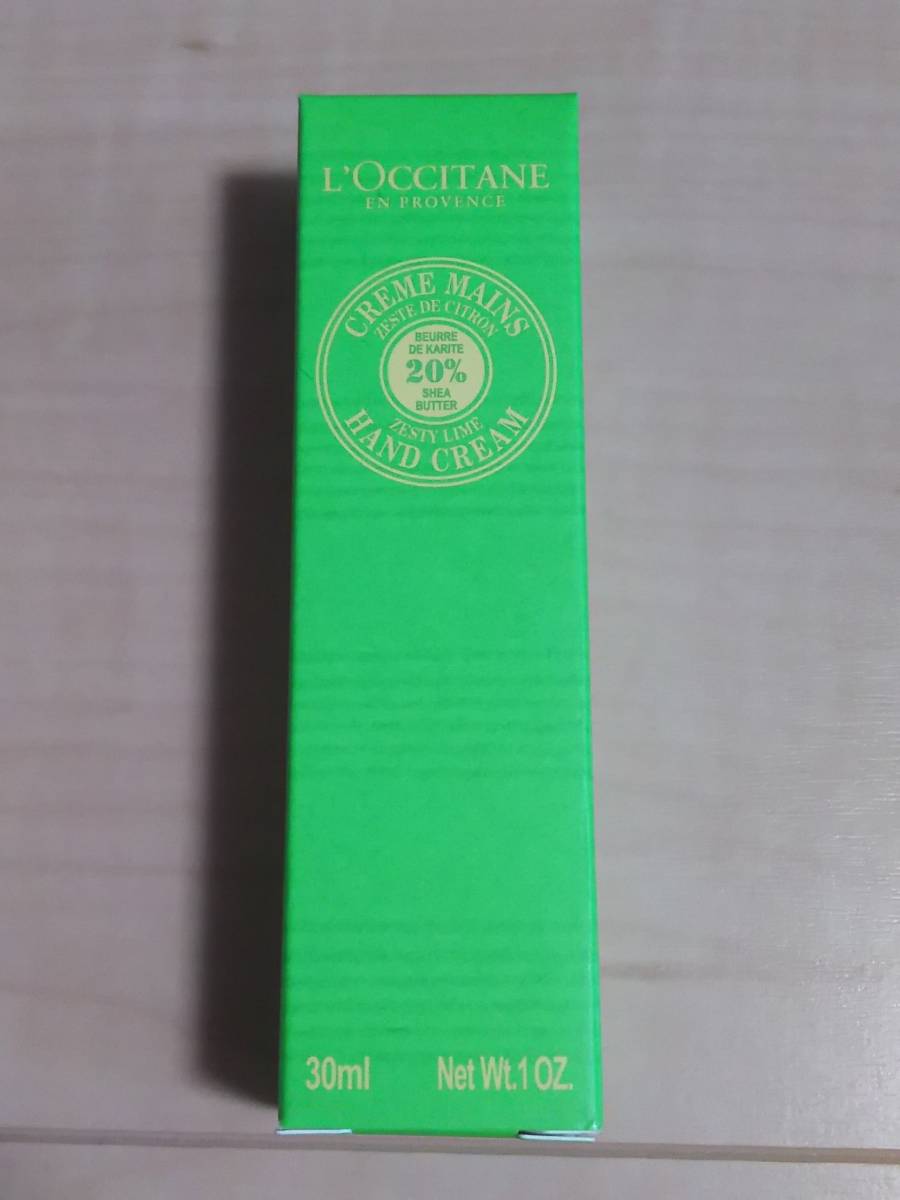 L'OCCITANE
EN PROVENCE
CREME MAINS
ZESTE DE CITRON
BEURRE
DE KARITE
20%
SHEA
BUTTER
ZESTY LIME
HAND CREAM
30ml Net Wt.1 OZ.